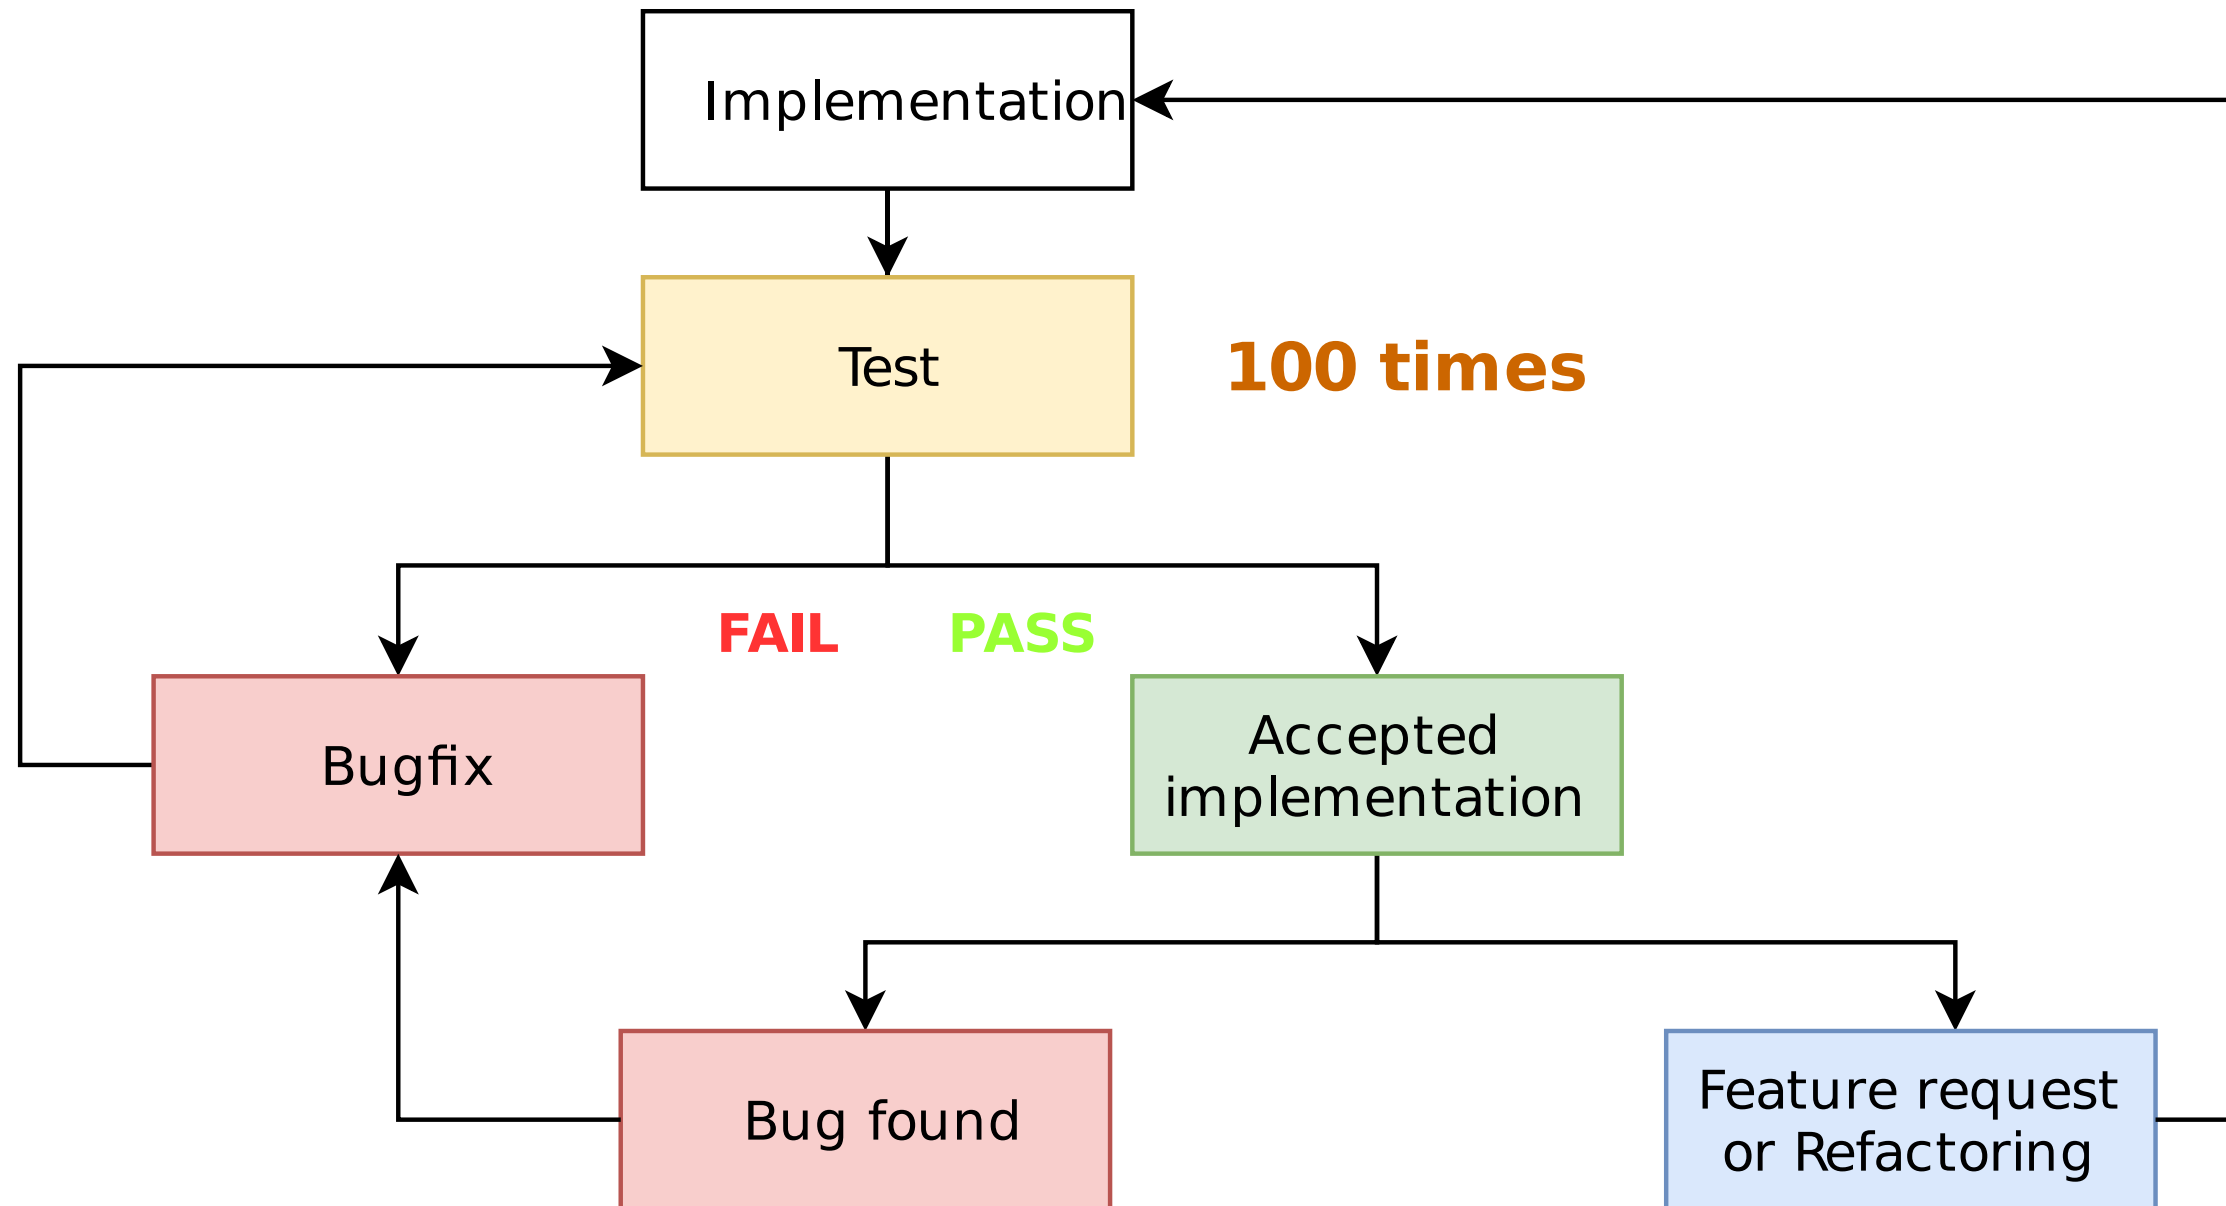 Implementation
Test
100 times
FAIL
PASS
Bugfix
Accepted
implementation
Bug found
Feature request
or Refactoring